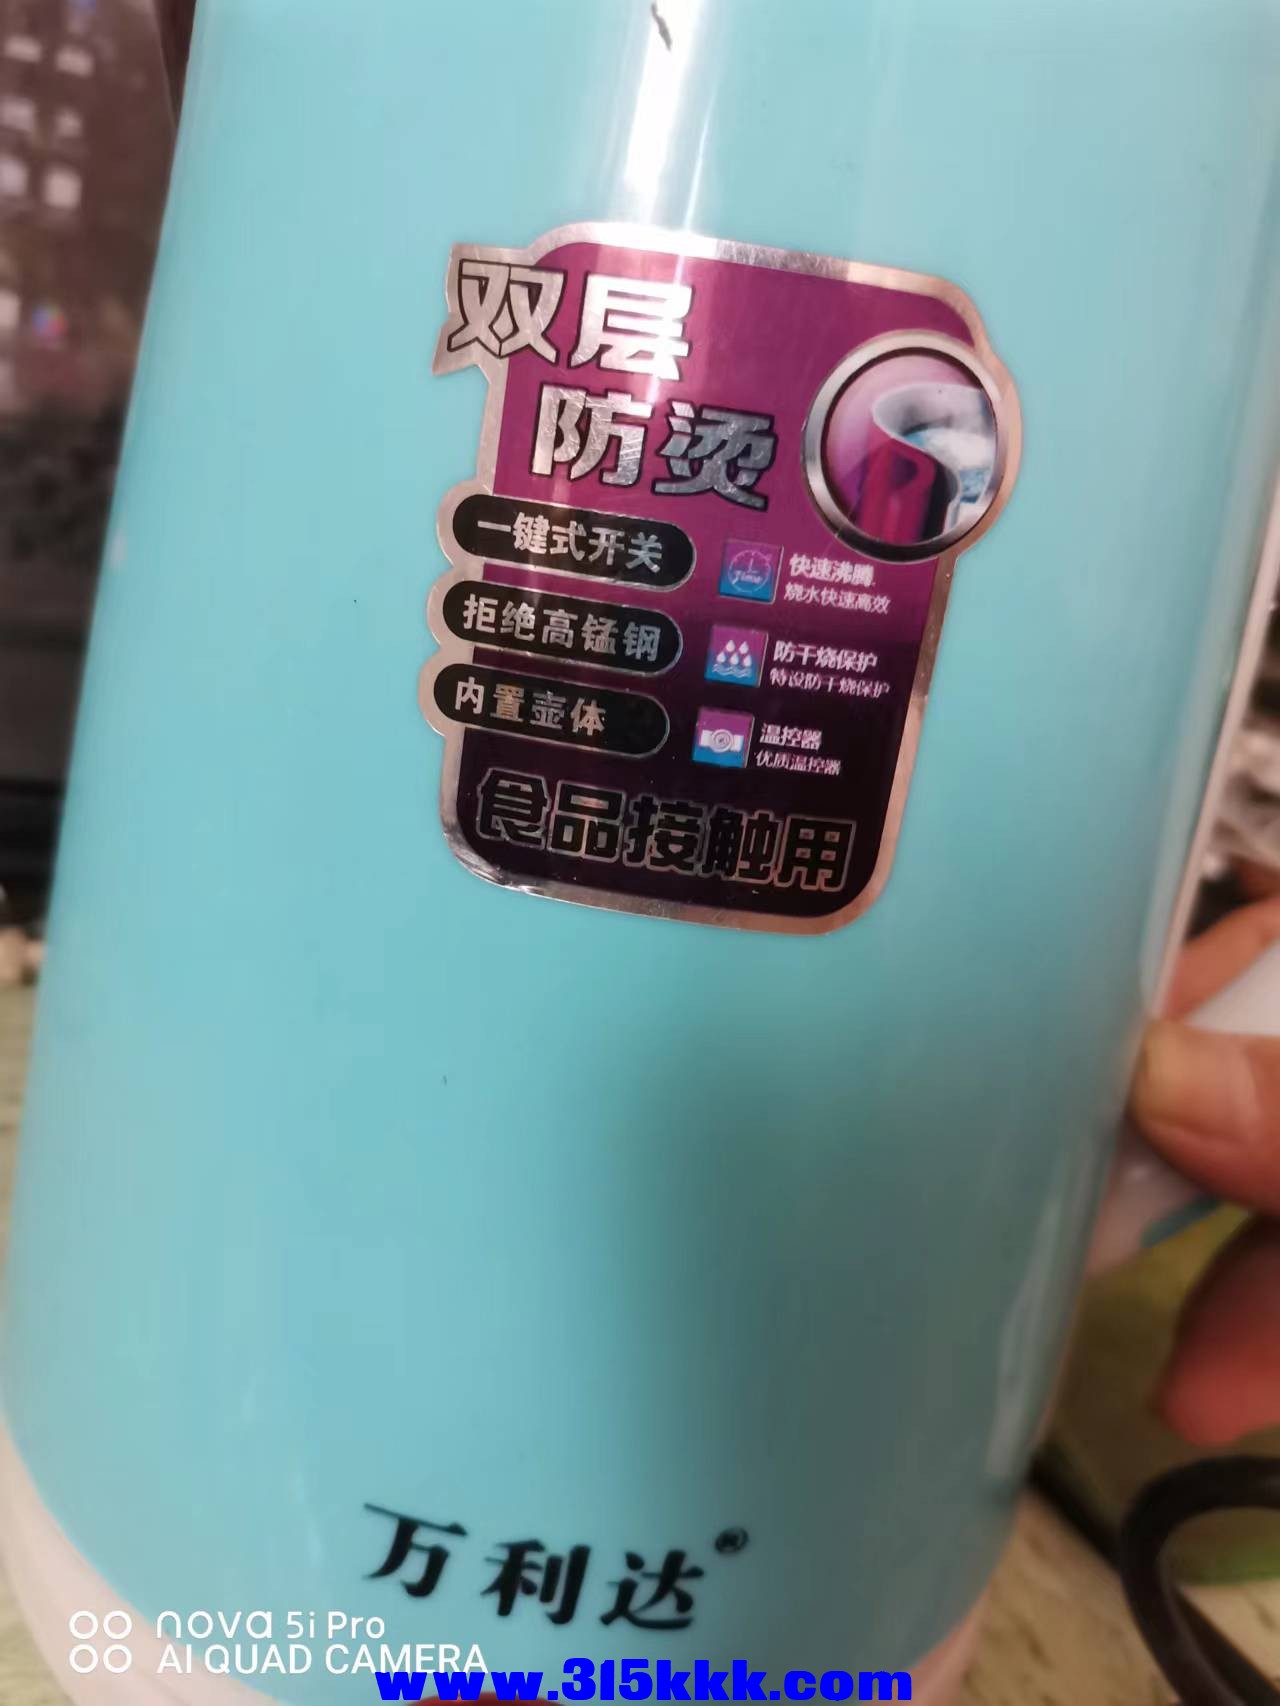 双层
防烫
一键式开关
拒绝高锰钢
内置壶体
Time
快速沸腾
烧水快速高效
防干烧保护
特设防干烧保护
温控器
优质温控器
食品接触用
万利达®
nova 5i Pro
AI QUAD CAMERA
www.315kkk.com